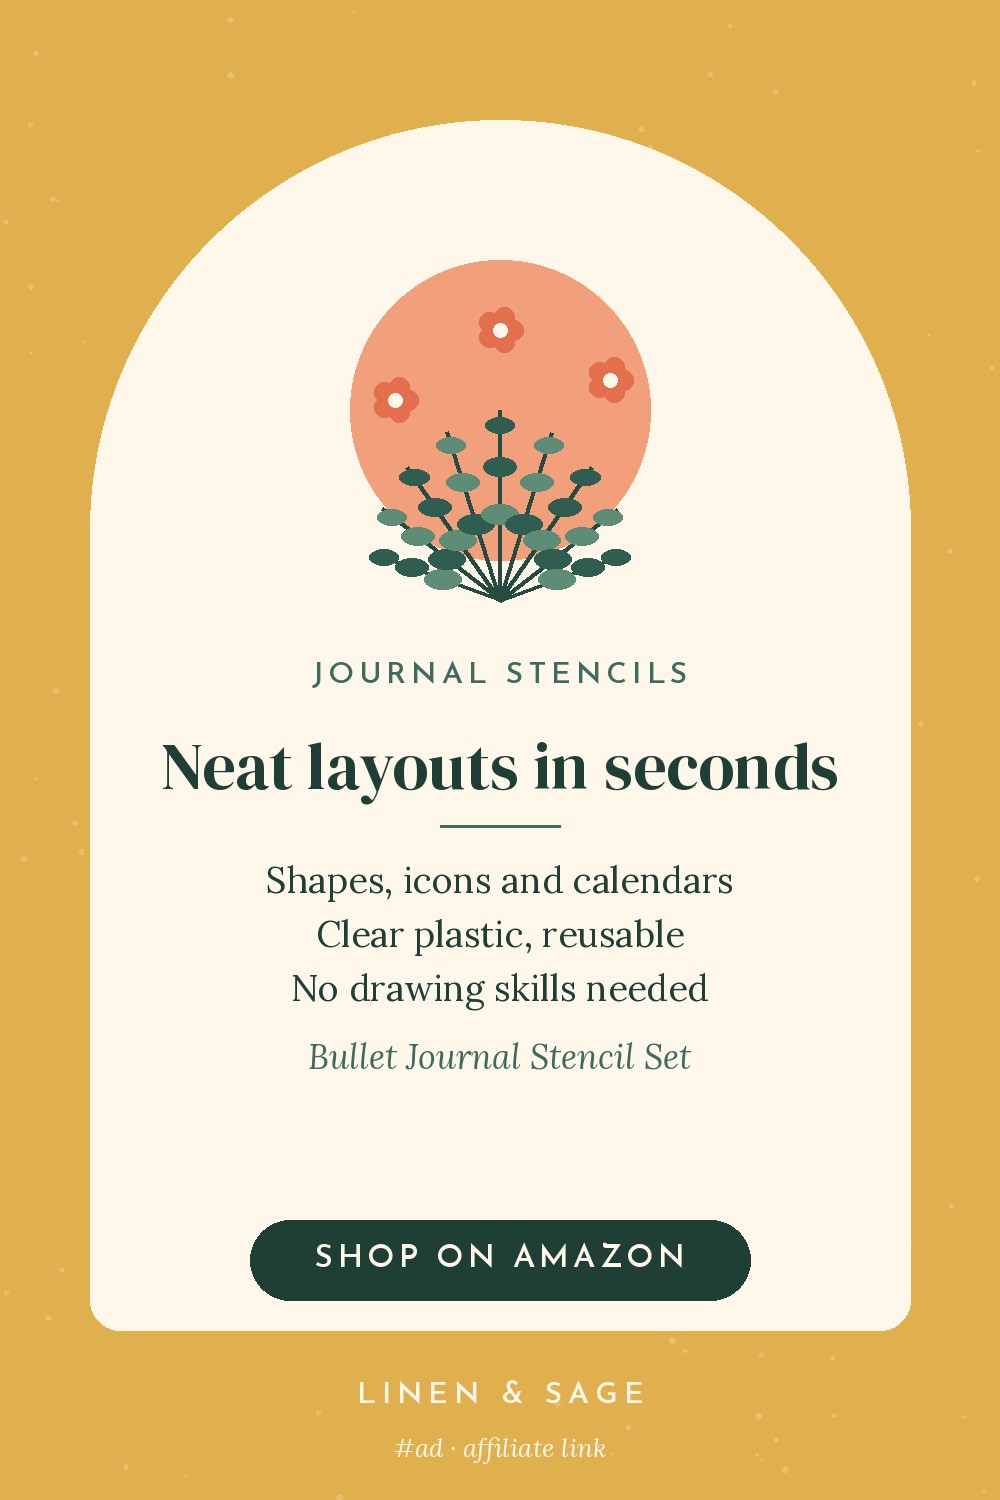 JOURNAL STENCILS
Neat layouts in seconds
Shapes, icons and calendars
Clear plastic, reusable
No drawing skills needed
Bullet Journal Stencil Set
SHOP ON AMAZON
LINEN & SAGE
#ad · affiliate link